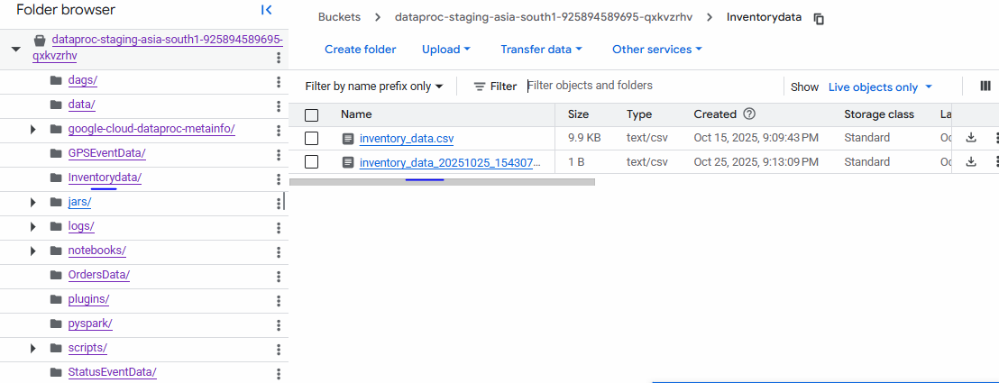 Folder browser
dataproc-staging-asia-south1-925894589695-
qxkvzrhv
dags/
data/
google-cloud-dataproc-metainfo/
GPSEventData/
Inventorydata/
jars/
logs/
notebooks/
OrdersData/
plugins/
pyspark/
scripts/
StatusEventData/
Buckets > dataproc-staging-asia-south1-925894589695-qxkvzrhv > Inventorydata
Create folder Upload Transfer data Other services
Filter by name prefix only Filter Filter objects and folders Show Live objects only
Name Size Type Created Storage class La
inventory_data.csv 9.9 KB text/csv Oct 15, 2025, 9:09:43 PM Standard Oc
inventory_data_20251025_154307... 1 B text/csv Oct 25, 2025, 9:13:09 PM Standard Oc